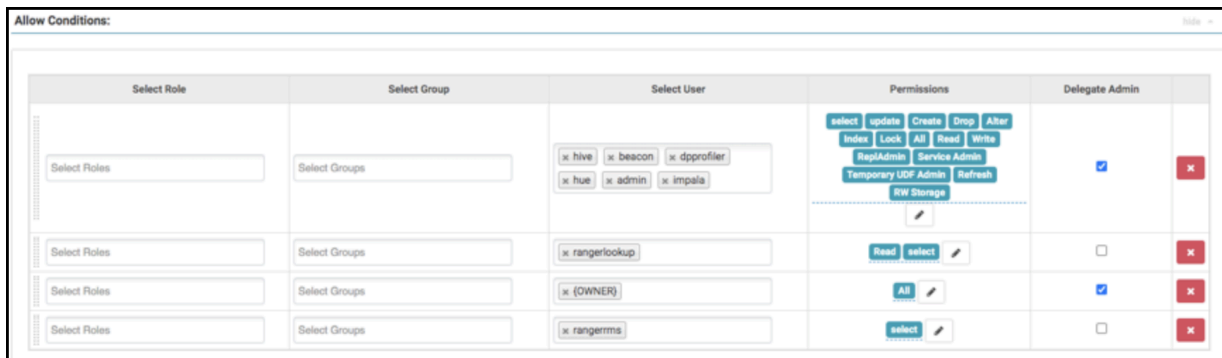 Allow Conditions: hide
Select Role Select Group Select User Permissions Delegate Admin
select update Create Drop Alter
Index Lock All Read Write
ReplAdmin Service Admin
Temporary UDF Admin Refresh
RW Storage
Select Roles Select Groups × hive × beacon × dpprofiler
× hue × admin × impala
Select Roles Select Groups × rangerlookup Read select
Select Roles Select Groups × {OWNER} All
Select Roles Select Groups × rangerrms select